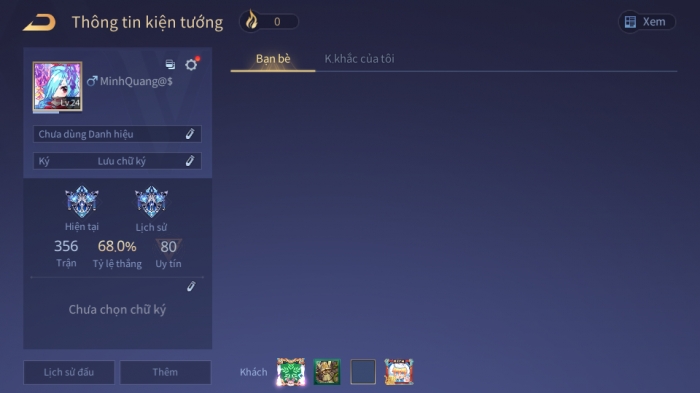 Thông tin kiện tướng
0
Xem
MinhQuang@$
Lv.24
Chưa dùng Danh hiệu
Ký Lưu chữ ký
Hiện tại Lịch sử
356 68.0% 80
Trận Tỷ lệ thắng Uy tín
Chưa chọn chữ ký
Lịch sử đấu Thêm
Bạn bè K.khắc của tôi
Khách